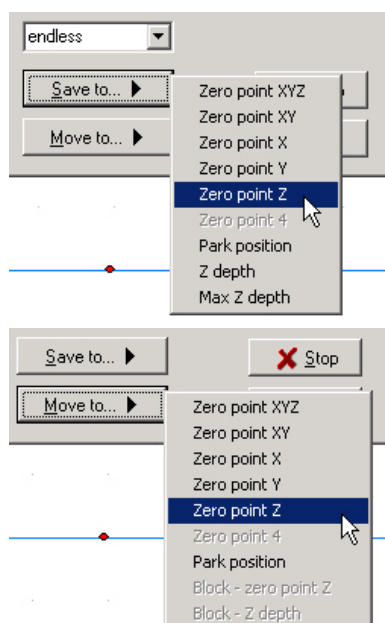 endless
Save to...
Zero point XYZ
Zero point XY
Move to...
Zero point X
Zero point Y
Zero point Z
Zero point 4
Park position
Z depth
Max Z depth
Save to...
Stop
Move to...
Zero point XYZ
Zero point XY
Zero point X
Zero point Y
Zero point Z
Zero point 4
Park position
Block - zero point Z
Block - Z depth